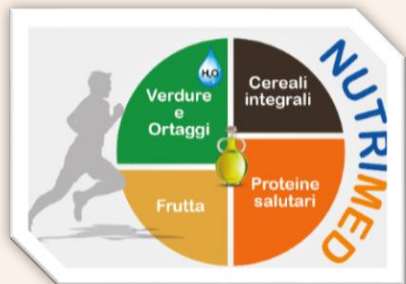 H₂O
Verdure
e
Ortaggi
Cereali
integrali
Frutta
Proteine
salutari
NUTRIMED